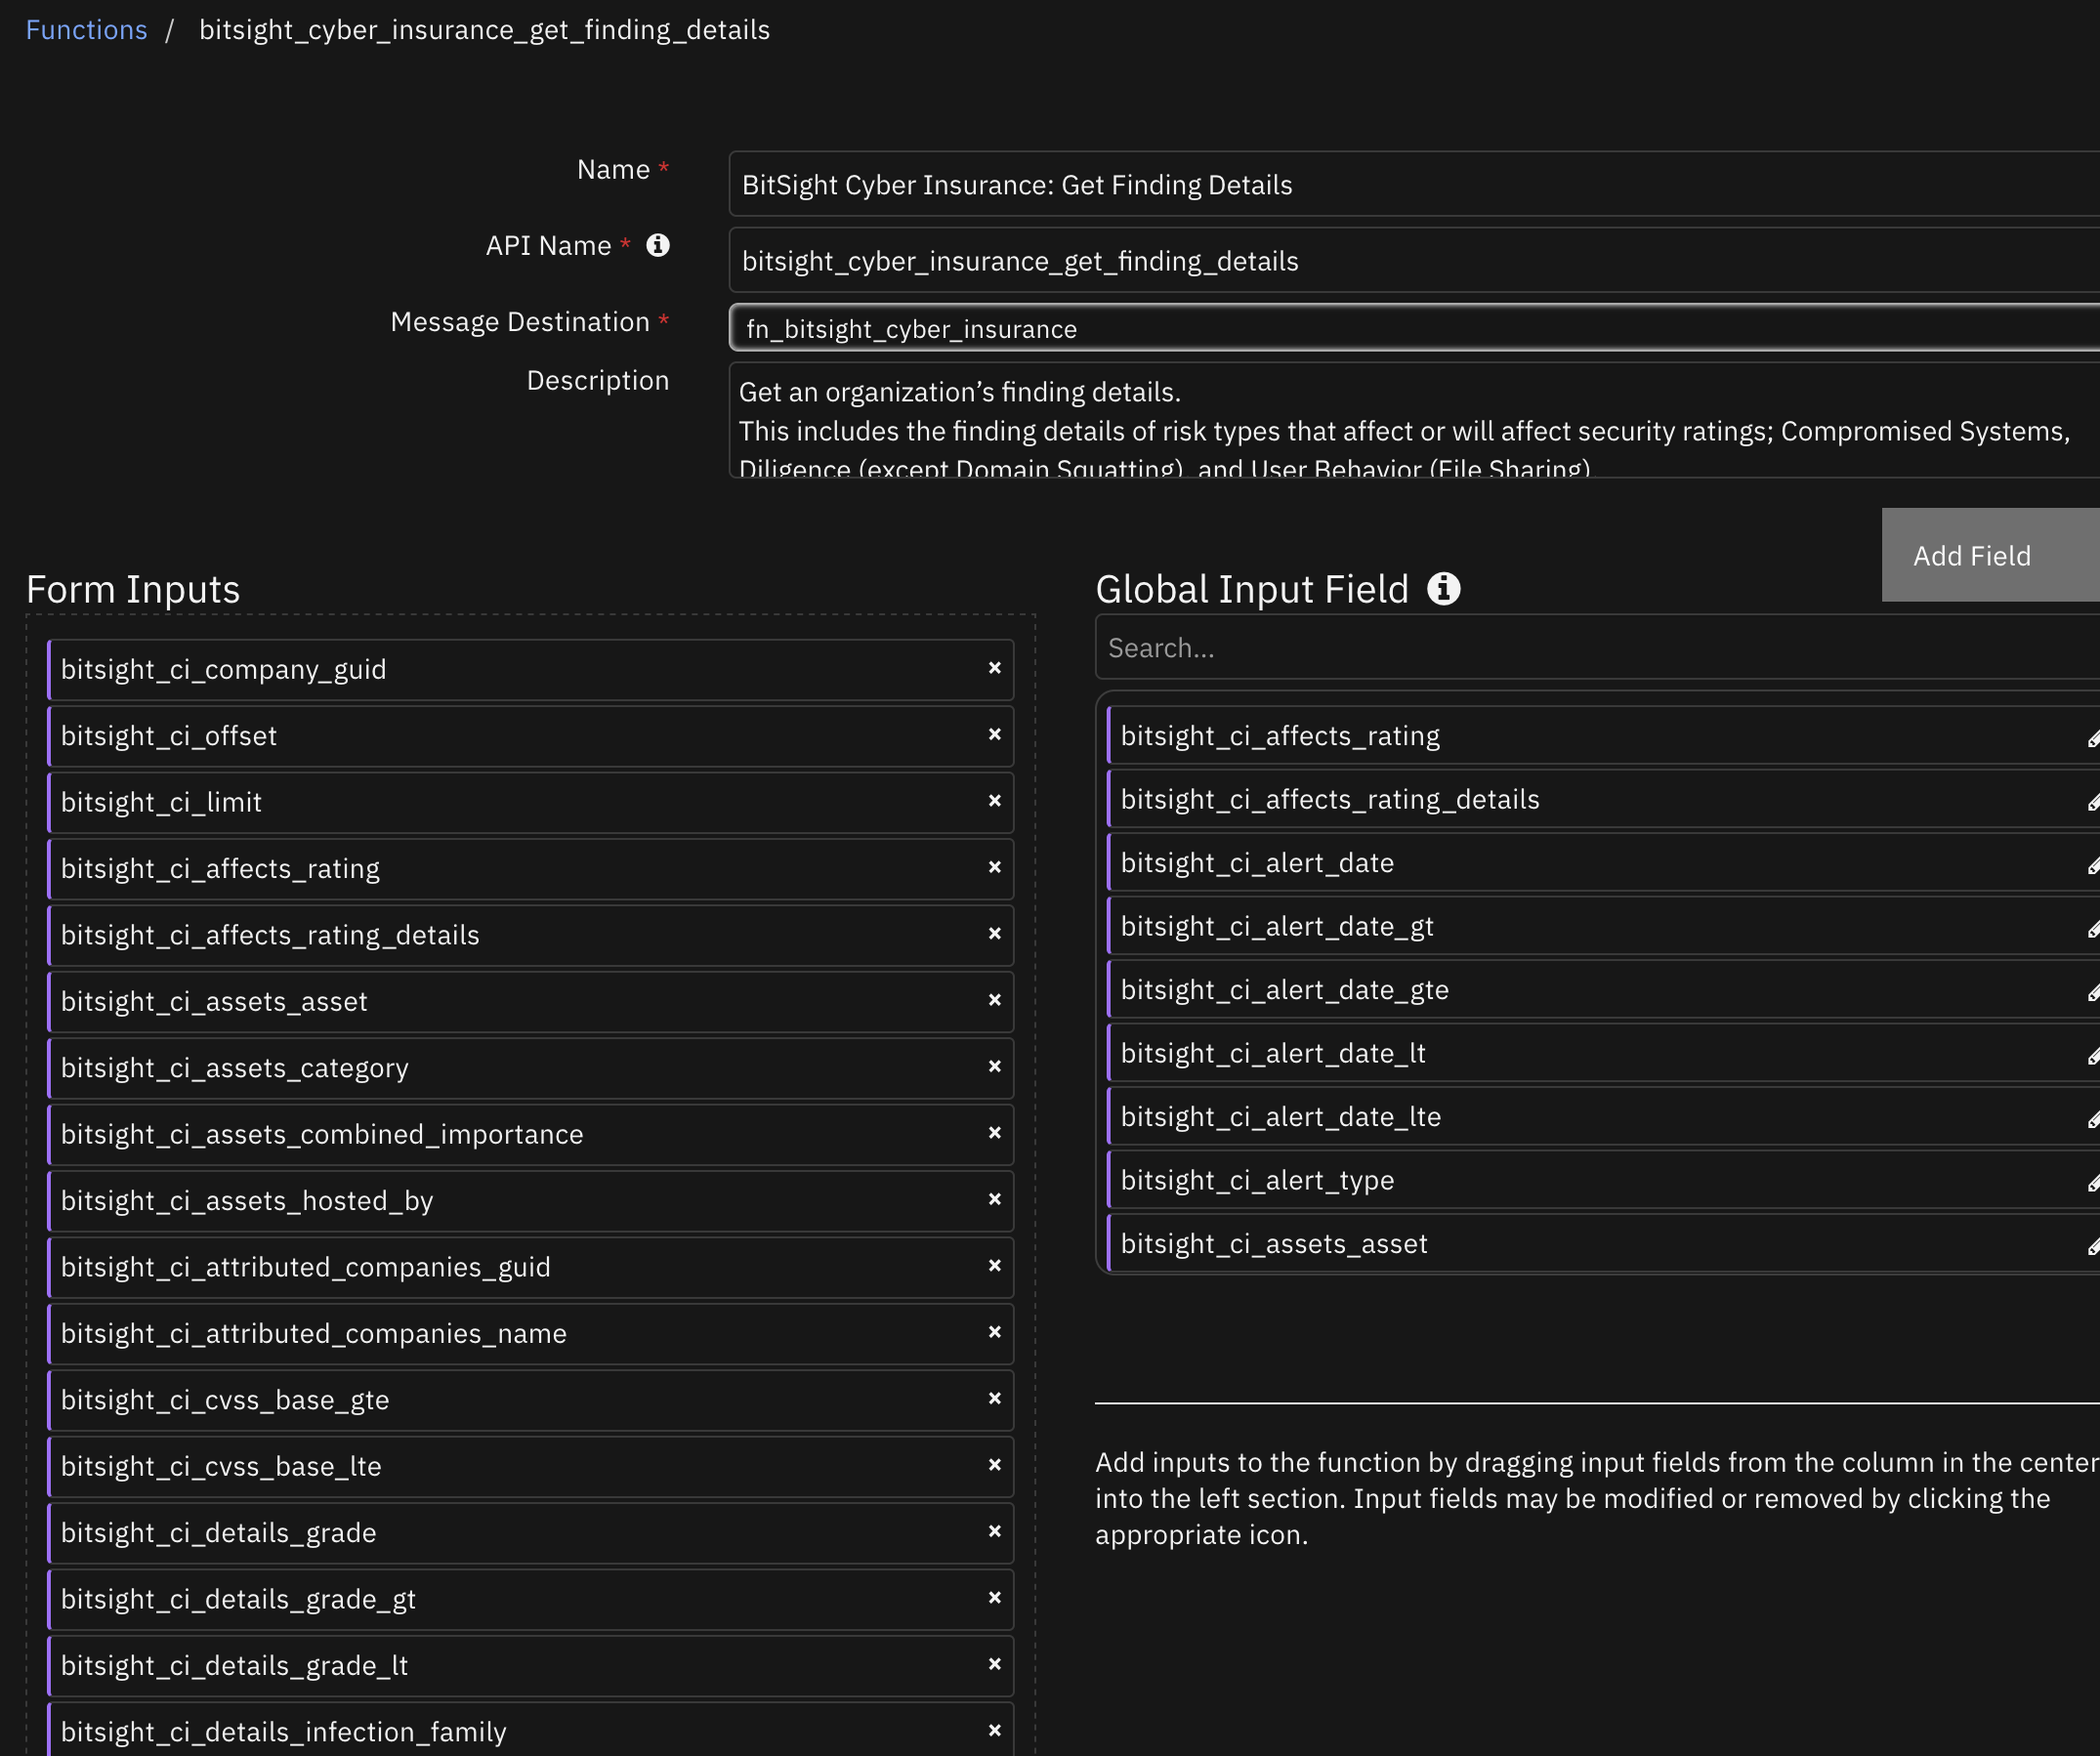 Functions / bitsight_cyber_insurance_get_finding_details
Name *
BitSight Cyber Insurance: Get Finding Details
API Name *
bitsight_cyber_insurance_get_finding_details
Message Destination *
fn_bitsight_cyber_insurance
Description
Get an organization’s finding details.
This includes the finding details of risk types that affect or will affect security ratings; Compromised Systems,
Diligence (except Domain Squatting), and User Behavior (File Sharing)
Add Field
Form Inputs
bitsight_ci_company_guid
bitsight_ci_offset
bitsight_ci_limit
bitsight_ci_affects_rating
bitsight_ci_affects_rating_details
bitsight_ci_assets_asset
bitsight_ci_assets_category
bitsight_ci_assets_combined_importance
bitsight_ci_assets_hosted_by
bitsight_ci_attributed_companies_guid
bitsight_ci_attributed_companies_name
bitsight_ci_cvss_base_gte
bitsight_ci_cvss_base_lte
bitsight_ci_details_grade
bitsight_ci_details_grade_gt
bitsight_ci_details_grade_lt
bitsight_ci_details_infection_family
Global Input Field
Search...
bitsight_ci_affects_rating
bitsight_ci_affects_rating_details
bitsight_ci_alert_date
bitsight_ci_alert_date_gt
bitsight_ci_alert_date_gte
bitsight_ci_alert_date_lt
bitsight_ci_alert_date_lte
bitsight_ci_alert_type
bitsight_ci_assets_asset
Add inputs to the function by dragging input fields from the column in the center
into the left section. Input fields may be modified or removed by clicking the
appropriate icon.